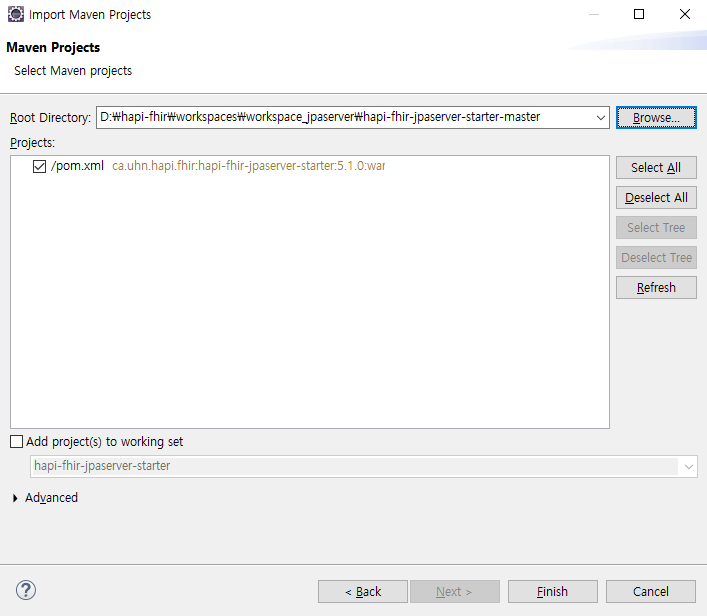 Import Maven Projects
Maven Projects
Select Maven projects
Root Directory: D:₩hapi-fhir₩workspaces₩workspace_jpaserver₩hapi-fhir-jpaserver-starter-master Browse...
Projects:
/pom.xml ca.uhn.hapi.fhir:hapi-fhir-jpaserver-starter:5.1.0:war
Select All
Deselect All
Select Tree
Deselect Tree
Refresh
Add project(s) to working set
hapi-fhir-jpaserver-starter
Advanced
? < Back Next > Finish Cancel